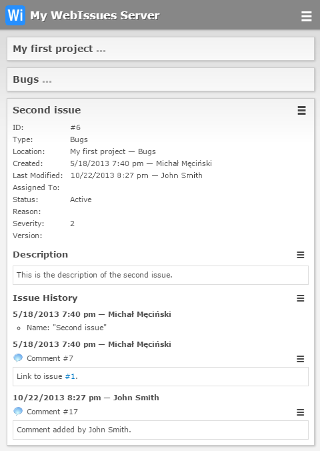 Wi My WebIssues Server
My first project ...
Bugs ...
Second issue
ID: #6
Type: Bugs
Location: My first project — Bugs
Created: 5/18/2013 7:40 pm — Michał Męciński
Last Modified: 10/22/2013 8:27 pm — John Smith
Assigned To:
Status: Active
Reason:
Severity: 2
Version:
Description
This is the description of the second issue.
Issue History
5/18/2013 7:40 pm — Michał Męciński
Name: "Second issue"
5/18/2013 7:40 pm — Michał Męciński
Comment #7
Link to issue #1.
10/22/2013 8:27 pm — John Smith
Comment #17
Comment added by John Smith.